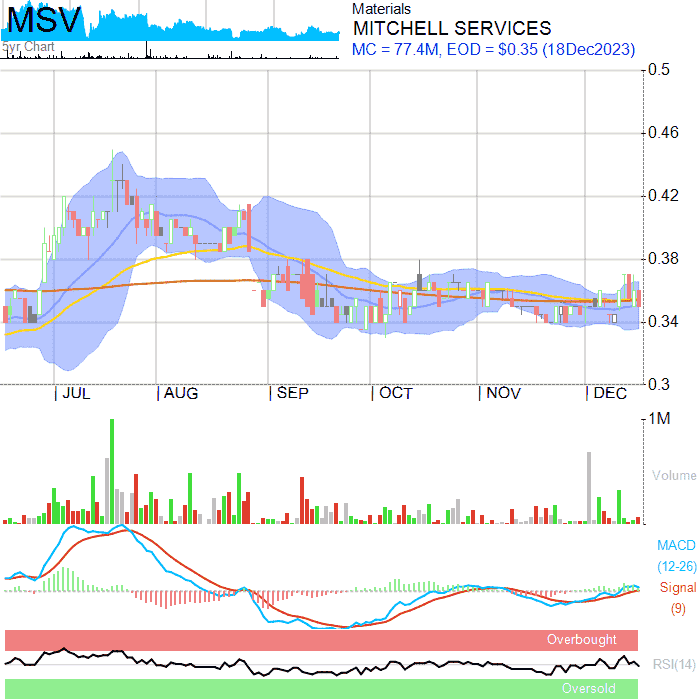 MSV
5yr Chart
Materials
MITCHELL SERVICES
MC = 77.4M, EOD = $0.35 (18Dec2023)
0.5
0.46
0.42
0.38
0.34
0.3
JUL AUG SEP OCT NOV DEC
1M
Volume
MACD
(12-26)
Signal
(9)
Overbought
RSI(14)
Oversold